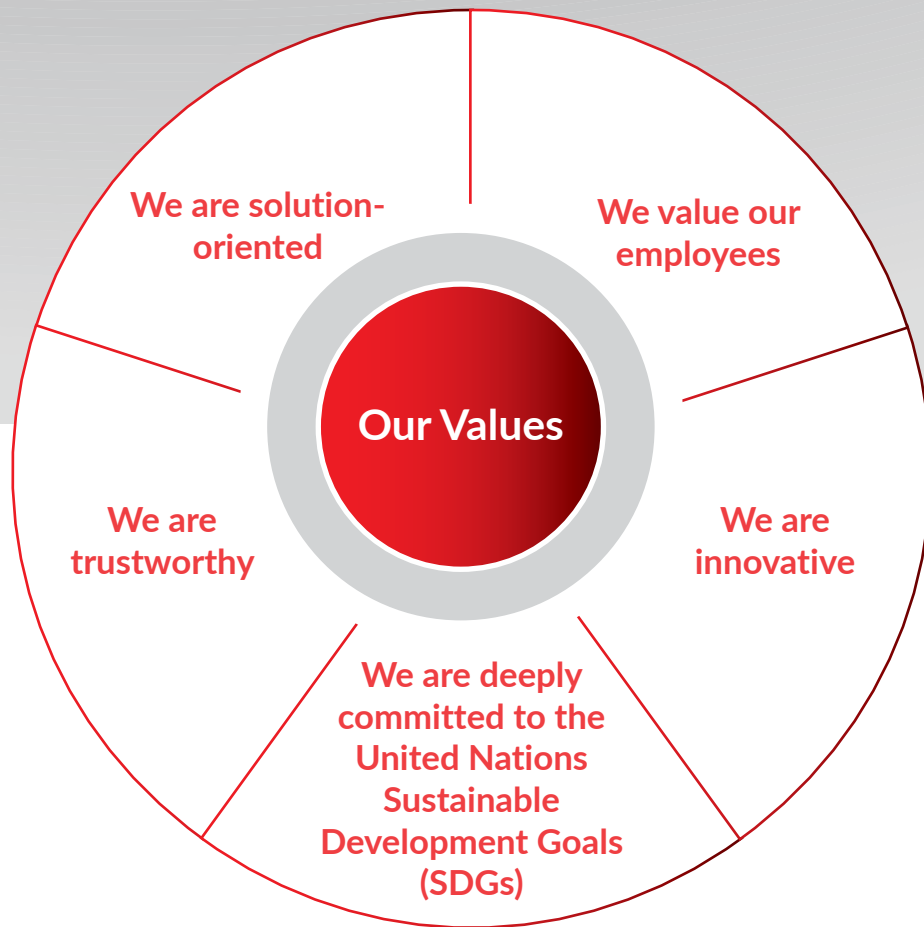 We are solution-
oriented
We value our
employees
Our Values
We are
trustworthy
We are
innovative
We are deeply
committed to the
United Nations
Sustainable
Development Goals
(SDGs)